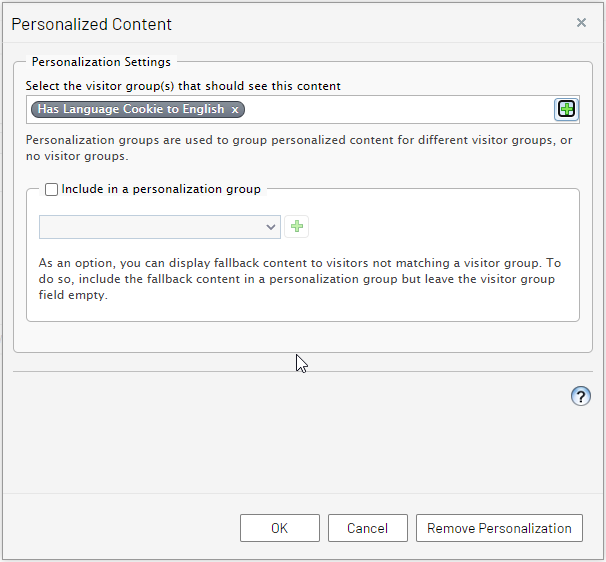 Personalized Content
Personalization Settings
Select the visitor group(s) that should see this content
Has Language Cookie to English x
Personalization groups are used to group personalized content for different visitor groups, or
no visitor groups.
Include in a personalization group
As an option, you can display fallback content to visitors not matching a visitor group. To
do so, include the fallback content in a personalization group but leave the visitor group
field empty.
?
OK Cancel Remove Personalization